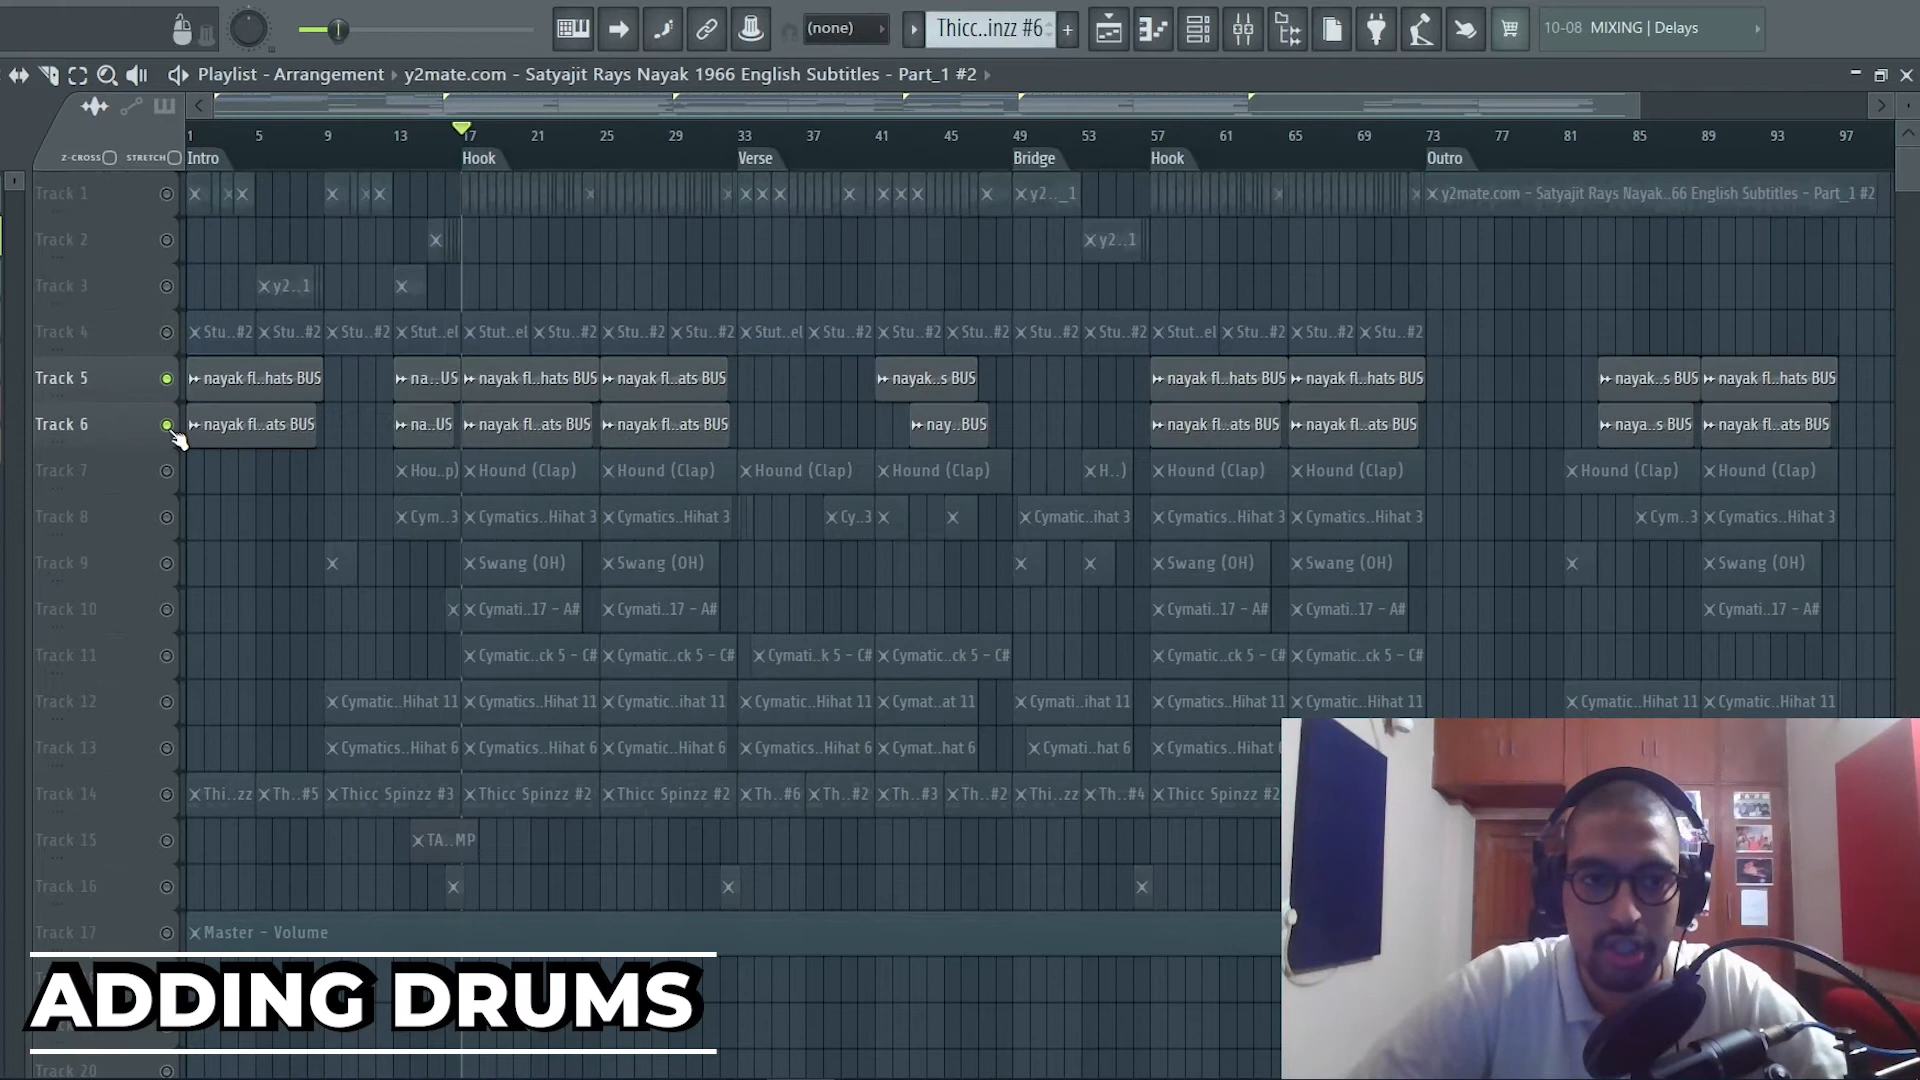 (none)
Thicc..inzz #6
+
10-08 MIXING | Delays
Playlist - Arrangement
y2mate.com - Satyajit Rays Nayak 1966 English Subtitles - Part_1 #2
1 5 9 13 17 21 25 29 33 37 41 45 49 53 57 61 65 69 73 77 81 85 89 93 97
Z-CROSS STRETCH Intro Hook Verse Bridge Hook Outro
Track 1 y2.._1 y2mate.com - Satyajit Rays Nayak..66 English Subtitles - Part_1 #2
Track 2 y2..1
Track 3 y2..1
Track 4 Stu..#2 Stu..#2 Stu..#2 Stut..el Stut..el Stu..#2 Stu..#2 Stu..#2 Stut..el Stu..#2 Stu..#2 Stu..#2 Stu..#2 Stu..#2 Stut..el Stu..#2 Stu..#2 Stu..#2
Track 5 nayak fl..hats BUS na..US nayak fl..hats BUS nayak fl..ats BUS nayak..s BUS nayak fl..hats BUS nayak fl..hats BUS nayak..s BUS nayak fl..hats BUS
Track 6 nayak fl..ats BUS na..US nayak fl..ats BUS nayak fl..ats BUS nay..BUS nayak fl..ats BUS nayak fl..ats BUS naya..s BUS nayak fl..ats BUS
Track 7 Hou..p) Hound (Clap) Hound (Clap) Hound (Clap) Hound (Clap) H..) Hound (Clap) Hound (Clap) Hound (Clap) Hound (Clap)
Track 8 Cym..3 Cymatics..Hihat 3 Cymatics..Hihat 3 Cy..3 Cymatic..ihat 3 Cymatics..Hihat 3 Cymatics..Hihat 3 Cym..3 Cymatics..Hihat 3
Track 9 Swang (OH) Swang (OH) Swang (OH) Swang (OH) Swang (OH)
Track 10 Cymati..17 - A# Cymati..17 - A# Cymati..17 - A# Cymati..17 - A# Cymati..17 - A#
Track 11 Cymatic..ck 5 - C# Cymatic..ck 5 - C# Cymati..k 5 - C# Cymatic..ck 5 - C# Cymatic..ck 5 - C# Cymatic..ck 5 - C#
Track 12 Cymatic..Hihat 11 Cymatics..Hihat 11 Cymatic..ihat 11 Cymatic..Hihat 11 Cymat..at 11 Cymati..ihat 11 Cymatics..Hihat 11 Cymatic..Hihat 11 Cymatic..Hihat 11 Cymatic..Hihat 11
Track 13 Cymatics..Hihat 6 Cymatics..Hihat 6 Cymatic..Hihat 6 Cymatics..Hihat 6 Cymat..hat 6 Cymati..hat 6 Cymatics..Hihat
Track 14 Thi..zz Th..#5 Thicc Spinzz #3 Thicc Spinzz #2 Thicc Spinzz #2 Th..#6 Th..#2 Th..#3 Th..#2 Thi..zz Th..#4 Thicc Spinzz #2
Track 15 TA..MP
Track 16
Track 17 Master - Volume
ADDING DRUMS
Track 20